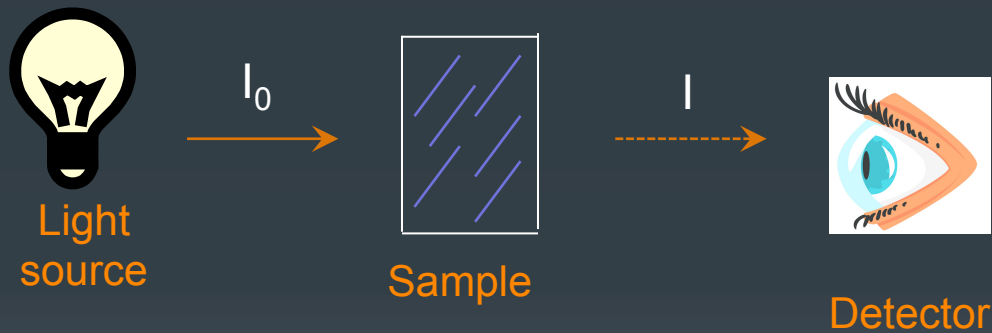 I₀
I
Light
source
Sample
Detector